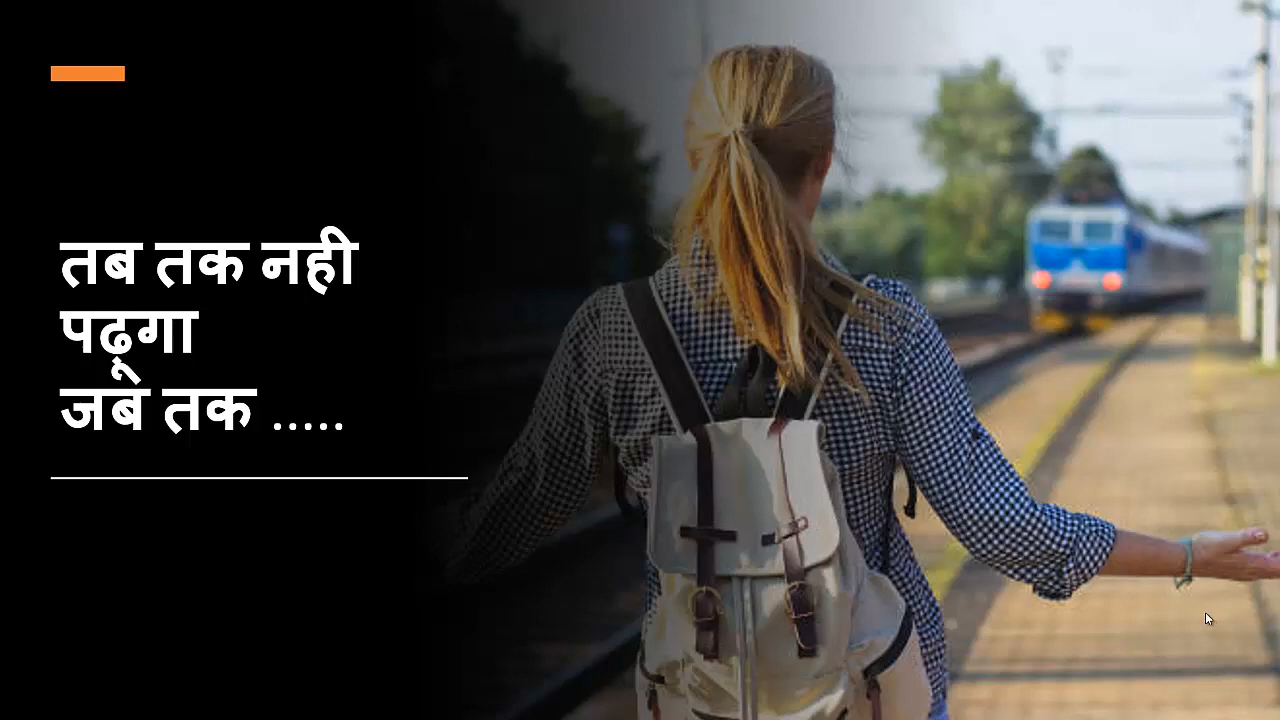 तब तक नही
पढ़ूगा
जब तक .....